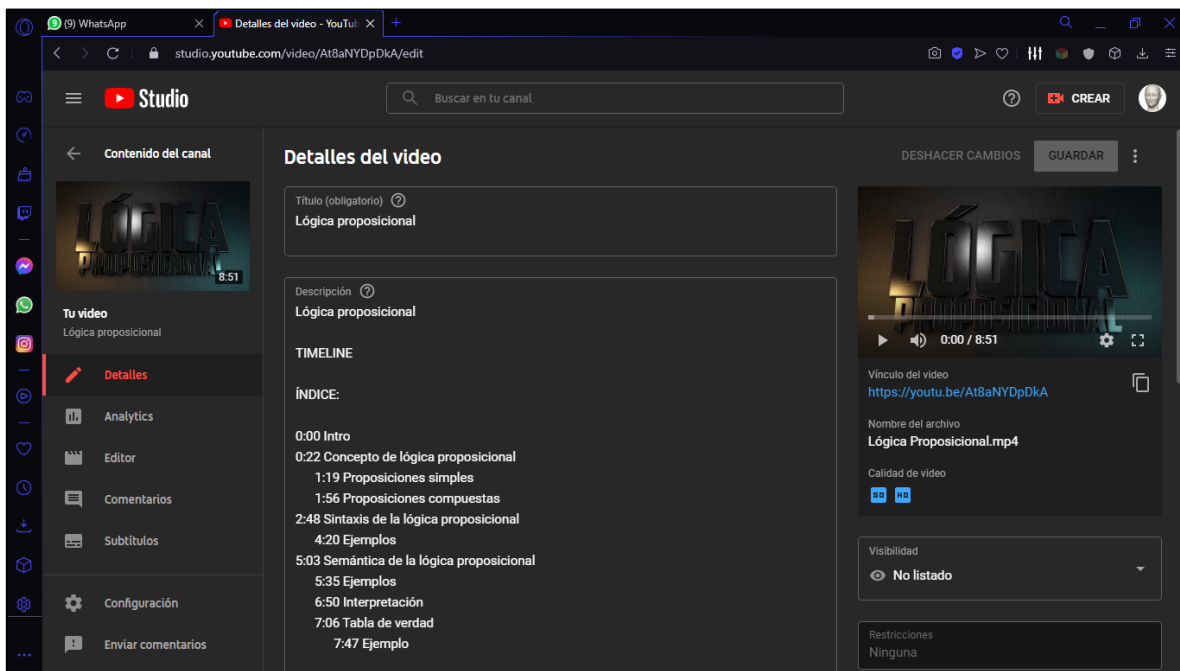 (9) WhatsApp
Detalles del video - YouTub
studio.youtube.com/video/At8aNYDpDkA/edit
Studio
Buscar en tu canal
CREAR
Contenido del canal
LÓGICA
PROPOSICIONAL
8:51
Tu video
Lógica proposicional
Detalles
Analytics
Editor
Comentarios
Subtítulos
Configuración
Enviar comentarios
Detalles del video
DESHACER CAMBIOS
GUARDAR
Título (obligatorio)
Lógica proposicional
Descripción
Lógica proposicional
TIMELINE
ÍNDICE:
0:00 Intro
0:22 Concepto de lógica proposicional
1:19 Proposiciones simples
1:56 Proposiciones compuestas
2:48 Sintaxis de la lógica proposicional
4:20 Ejemplos
5:03 Semántica de la lógica proposicional
5:35 Ejemplos
6:50 Interpretación
7:06 Tabla de verdad
7:47 Ejemplo
LÓGICA
PROPOSICIONAL
0:00 / 8:51
Vínculo del video
https://youtu.be/At8aNYDpDkA
Nombre del archivo
Lógica Proposicional.mp4
Calidad de video
SD HD
Visibilidad
No listado
Restricciones
Ninguna